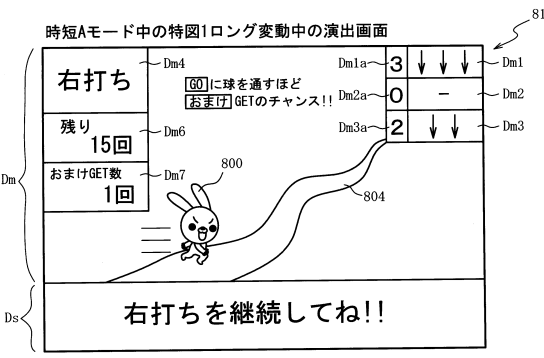 時短Aモード中の特図1ロング変動中の演出画面
81
右打ち
Dm4
GOに球を通すほど
おまけGETのチャンス!!
Dm1a
3
↓ ↓ ↓
Dm1
Dm2a
0
−
Dm2
Dm3a
2
↓ ↓
Dm3
残り
15回
Dm6
おまけGET数
1回
Dm7
Dm
800
804
Ds
右打ちを継続してね!!